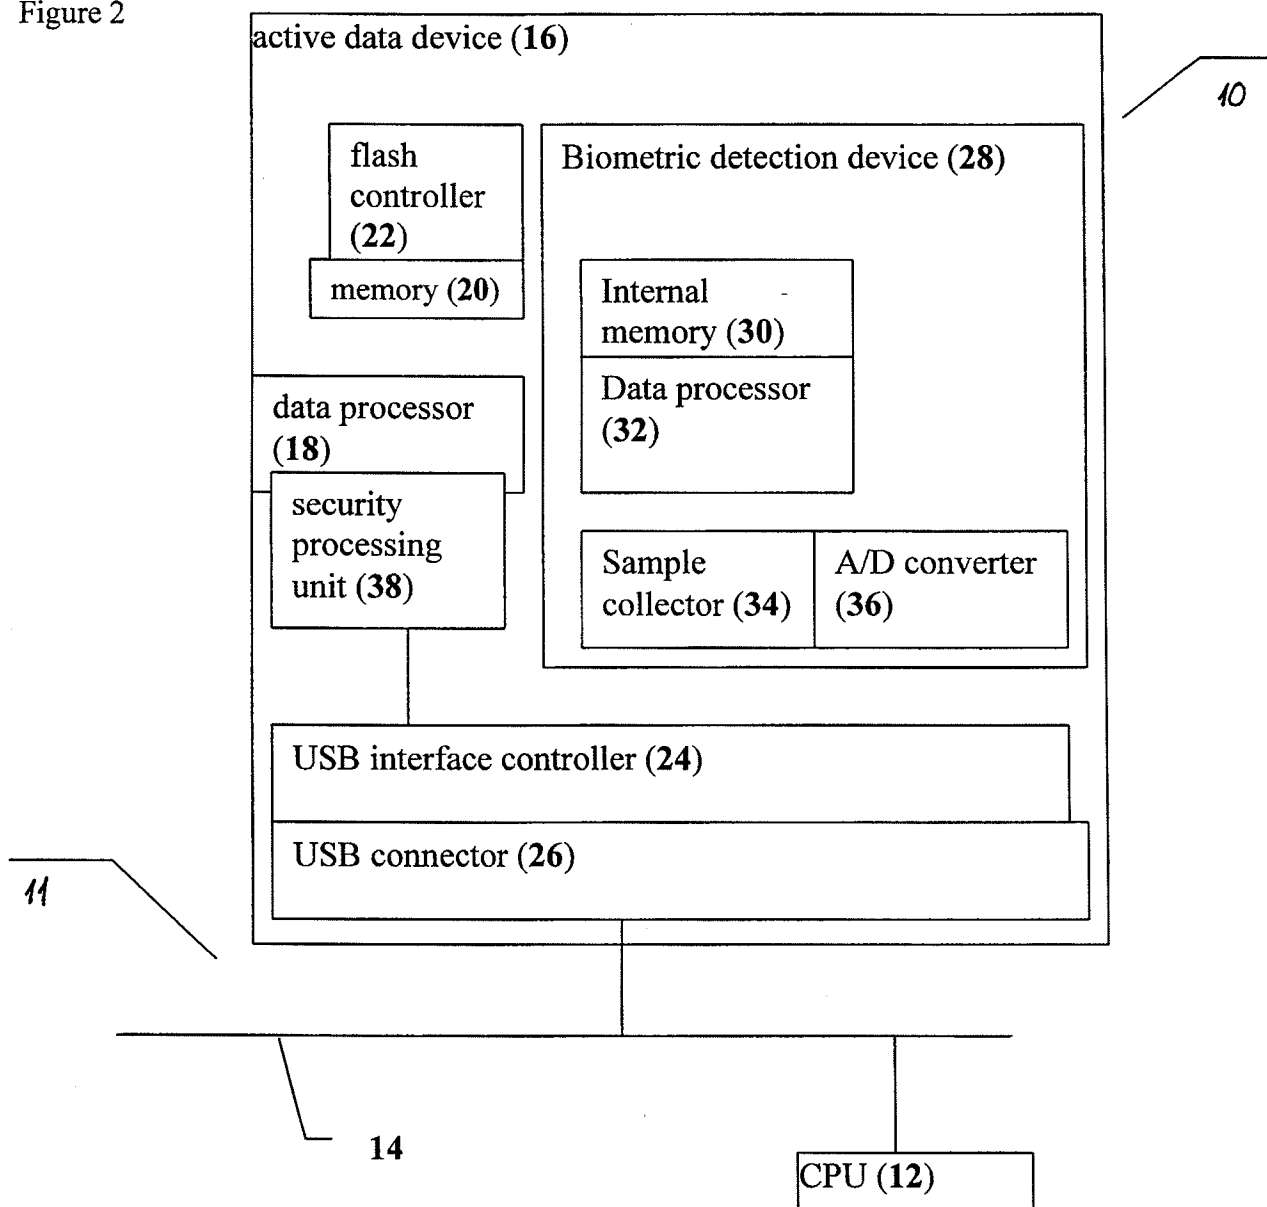 Figure 2
active data device (16)
10
flash
controller
(22)
memory (20)
Biometric detection device (28)
Internal
memory (30)
Data processor
(32)
data processor
(18)
security
processing
unit (38)
Sample
collector (34)
A/D converter
(36)
USB interface controller (24)
USB connector (26)
11
14
CPU (12)